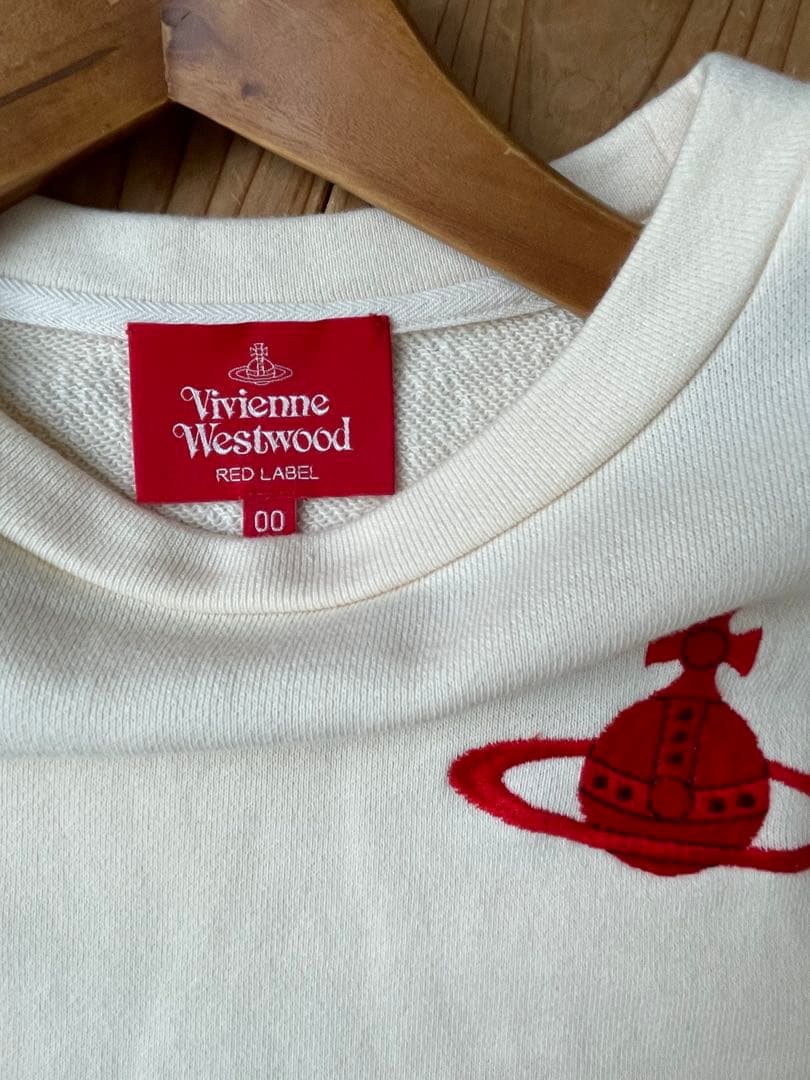 Vivienne
Westwood
RED LABEL
00